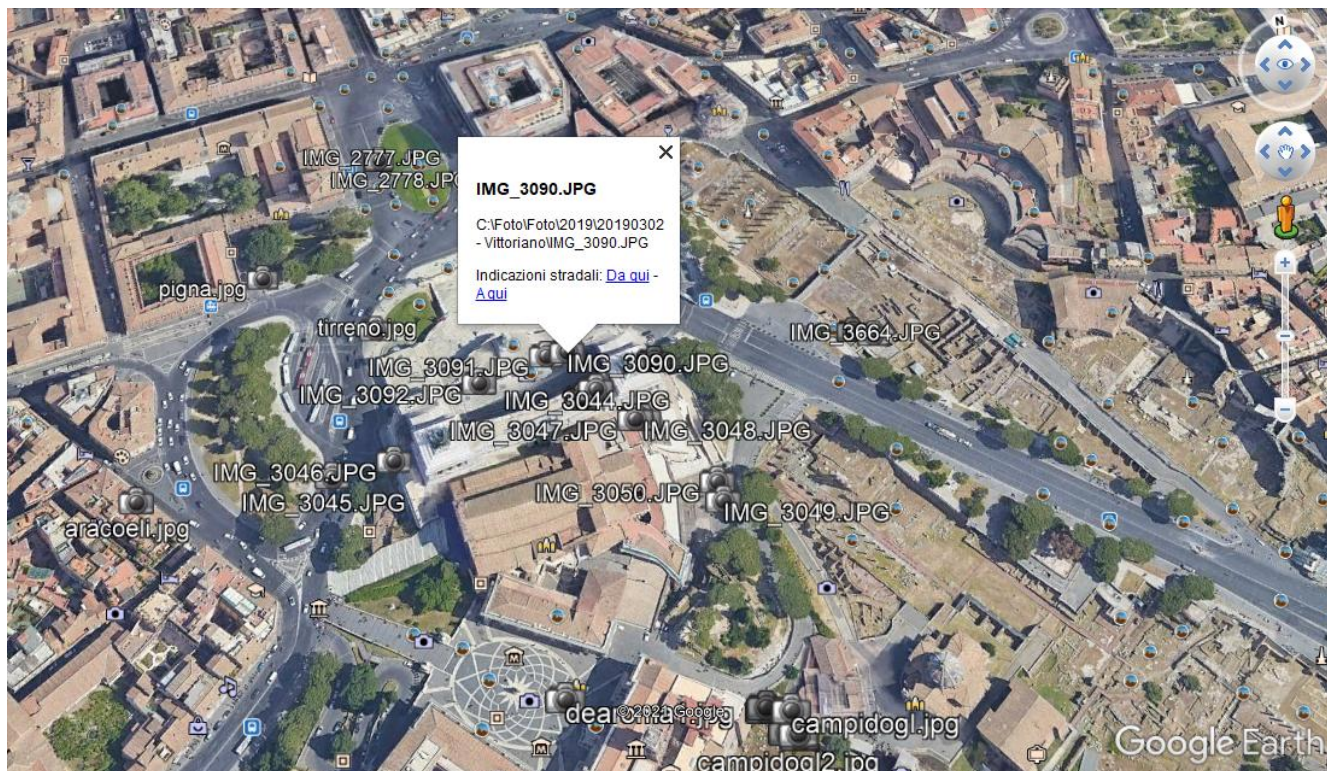 N
IMG_2777.JPG
IMG_2778.JPG
IMG_3090.JPG
C:\Foto\Foto\2019\20190302
- Vittoriano\IMG_3090.JPG
Indicazioni stradali: Da qui -
A qui
pigna.jpg
tirreno.jpg
IMG_3664.JPG
IMG_3091.JPG
IMG_3090.JPG
IMG_3092.JPG
IMG_3044.JPG
IMG_3047.JPG
IMG_3048.JPG
IMG_3046.JPG
IMG_3045.JPG
IMG_3050.JPG
IMG_3049.JPG
aracoeli.jpg
© 2021 Google
campidogl.jpg
campidogl2.jpg
Google Earth